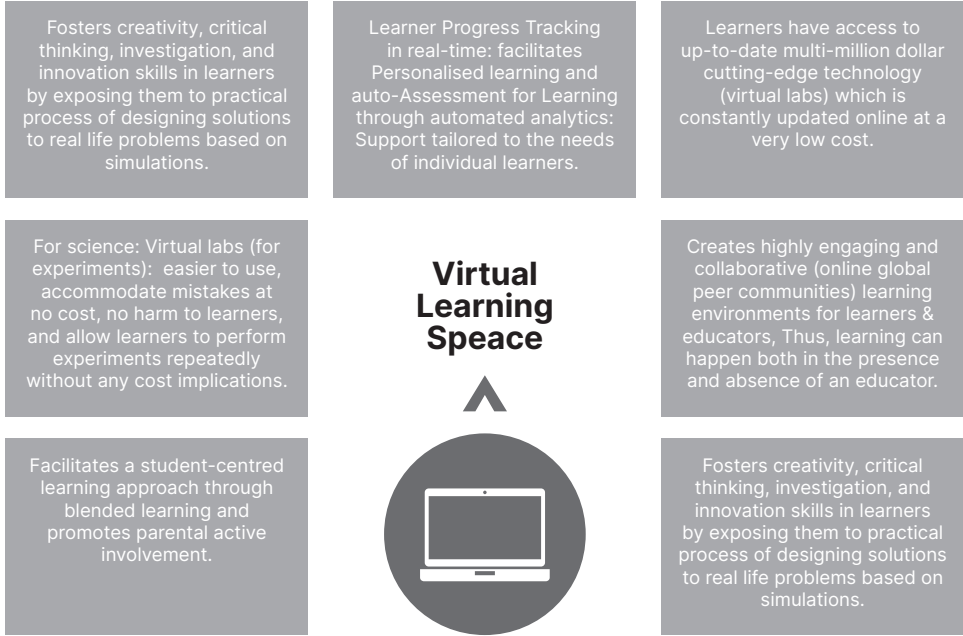 Fosters creativity, critical
thinking, investigation, and
innovation skills in learners
by exposing them to practical
process of designing solutions
to real life problems based on
simulations.
Learner Progress Tracking
in real-time: facilitates
Personalised learning and
auto-Assessment for Learning
through automated analytics:
Support tailored to the needs
of individual learners.
Learners have access to
up-to-date multi-million dollar
cutting-edge technology
(virtual labs) which is
constantly updated online at a
very low cost.
For science: Virtual labs (for
experiments): easier to use,
accommodate mistakes at
no cost, no harm to learners,
and allow learners to perform
experiments repeatedly
without any cost implications.
Virtual
Learning
Speace
Creates highly engaging and
collaborative (online global
peer communities) learning
environments for learners &
educators, Thus, learning can
happen both in the presence
and absence of an educator.
Facilitates a student-centred
learning approach through
blended learning and
promotes parental active
involvement.
Fosters creativity, critical
thinking, investigation, and
innovation skills in learners
by exposing them to practical
process of designing solutions
to real life problems based on
simulations.